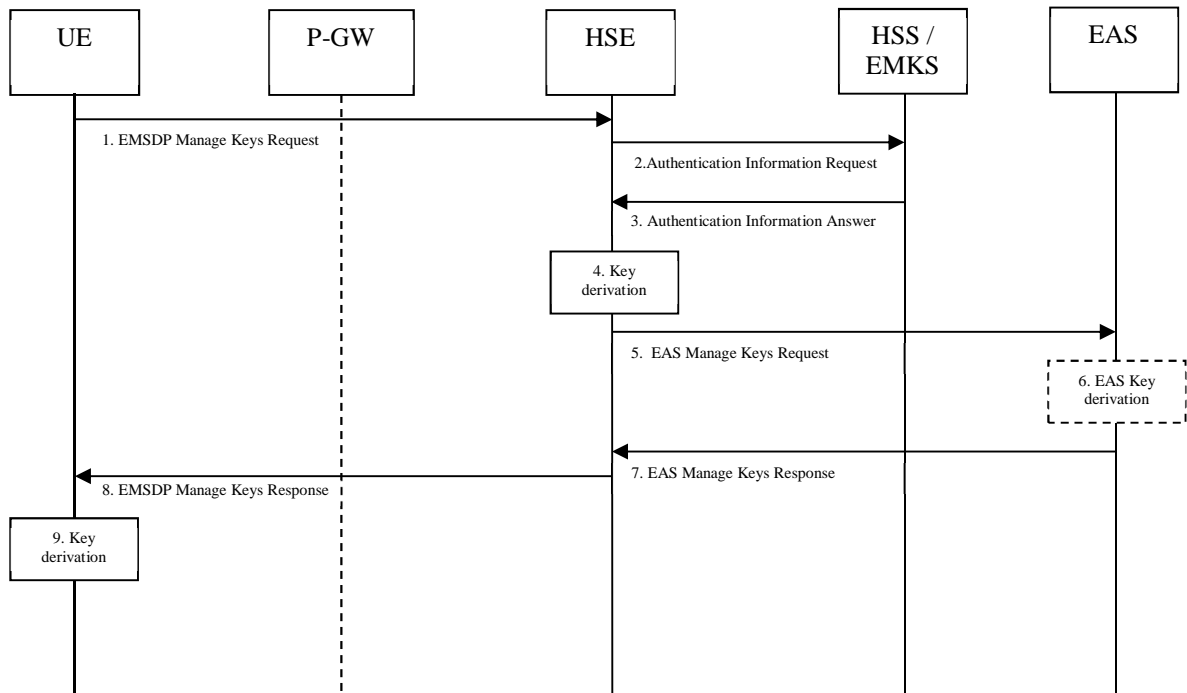 UE
P-GW
HSE
HSS /
EMKS
EAS
1. EMSDP Manage Keys Request
2.Authentication Information Request
3. Authentication Information Answer
4. Key
derivation
5. EAS Manage Keys Request
6. EAS Key
derivation
7. EAS Manage Keys Response
8. EMSDP Manage Keys Response
9. Key
derivation